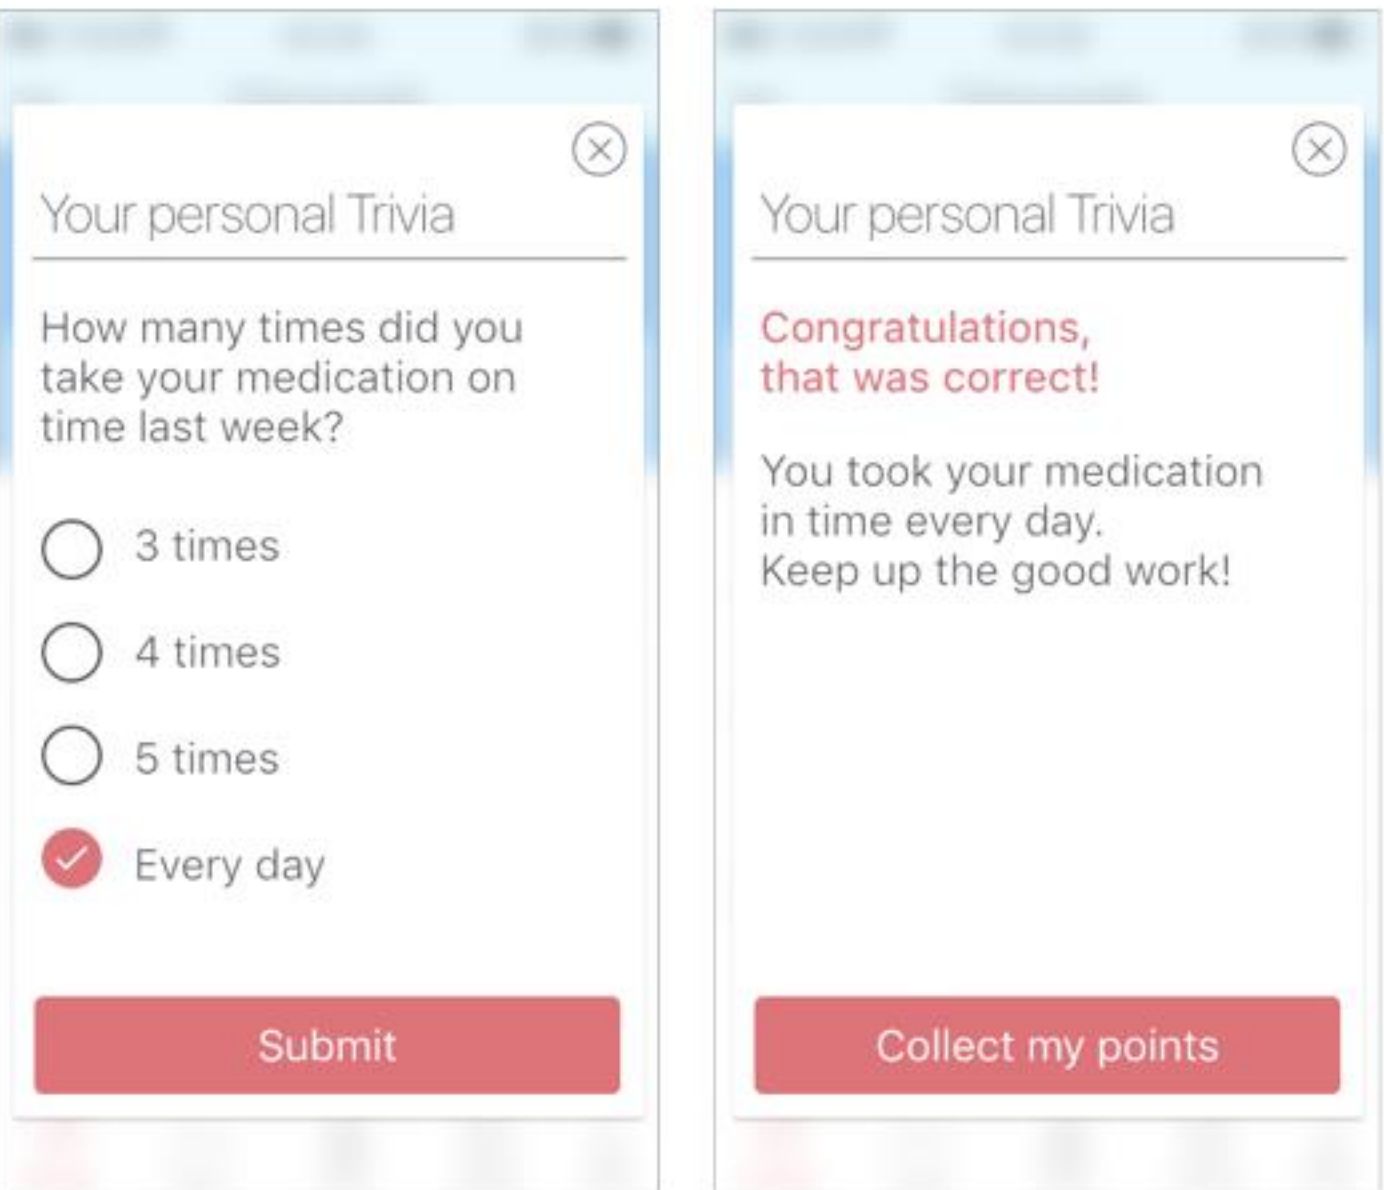 Your personal Trivia
How many times did you
take your medication on
time last week?
3 times
4 times
5 times
Every day
Submit
Your personal Trivia
Congratulations,
that was correct!
You took your medication
in time every day.
Keep up the good work!
Collect my points